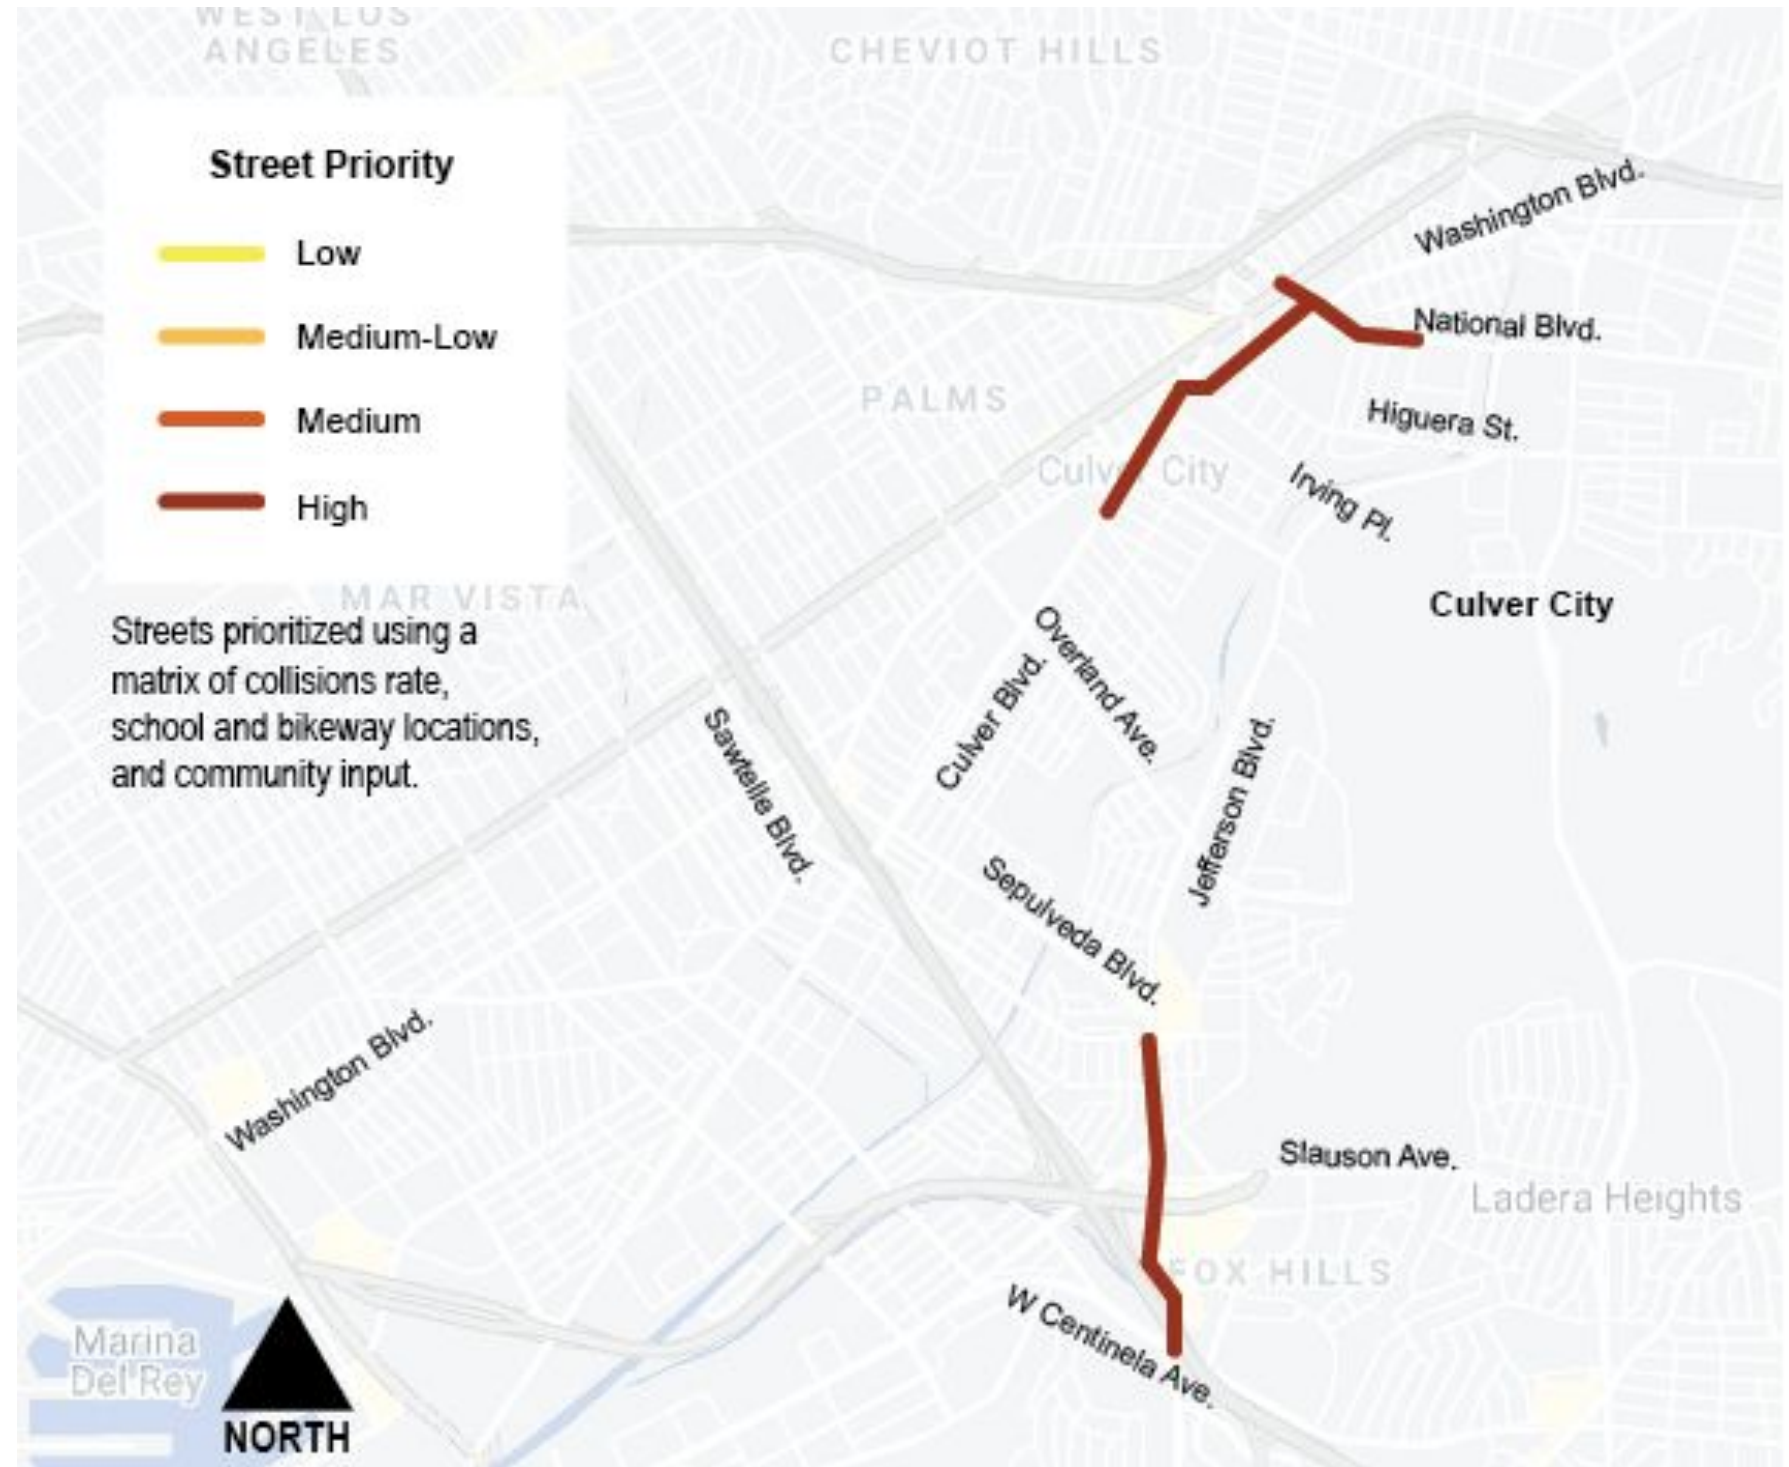 WEST LOS
ANGELES
CHEVIOT HILLS
Street Priority
Low
Medium-Low
Medium
High
Streets prioritized using a
matrix of collisions rate,
school and bikeway locations,
and community input.
Washington Blvd.
National Blvd.
Higuera St.
Irving Pl.
PALMS
Culver City
Culver City
MAR VISTA
Overland Ave.
Culver Blvd.
Sawtelle Blvd.
Jefferson Blvd.
Sepulveda Blvd.
Washington Blvd.
Slauson Ave.
Ladera Heights
FOX HILLS
W Centinela Ave.
Marina
Del Rey
NORTH